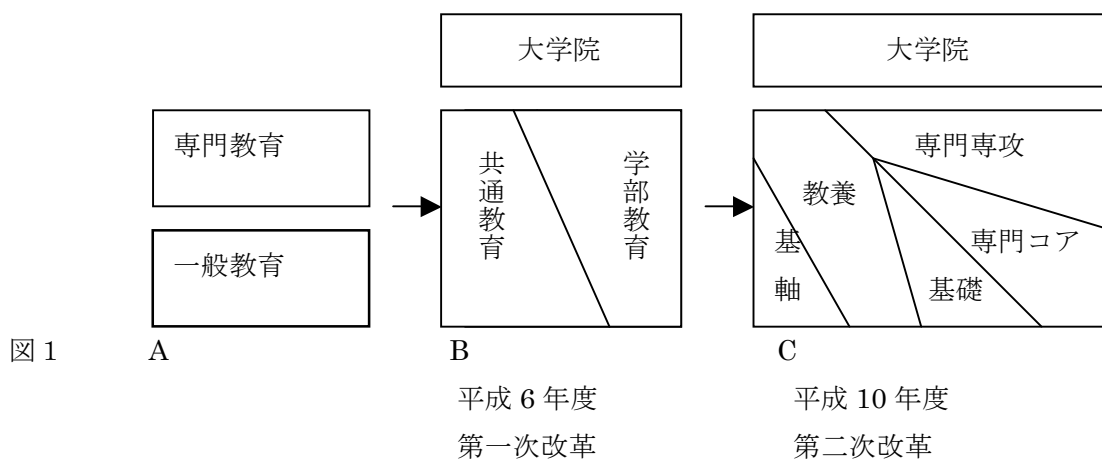 大学院
大学院
専門教育
一般教育
共通教育
学部教育
専門専攻
教養
専門コア
基軸
基礎
図1
A
B
C
平成 6 年度
平成 10 年度
第一次改革
第二次改革